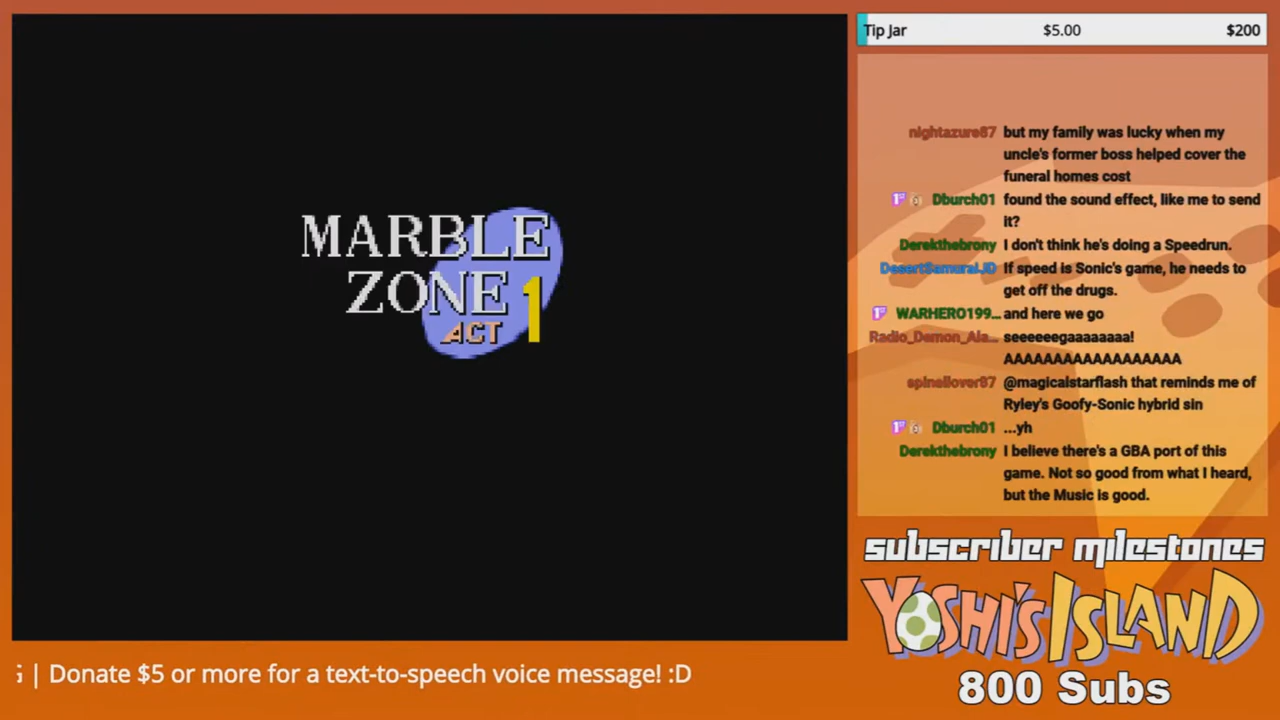 MARBLE
ZONE
ACT 1
Tip Jar $5.00 $200
nightazure87 but my family was lucky when my
uncle's former boss helped cover the
funeral homes cost
Dburch01 found the sound effect, like me to send
it?
Derekthebrony I don't think he's doing a Speedrun.
DesertSamuraiJD If speed is Sonic's game, he needs to
get off the drugs.
WARHERO199... and here we go
Radio_Demon_Ala... seeeeeegaaaaaaaa!
AAAAAAAAAAAAAAAAAA
spinellover87 @magicalstarflash that reminds me of
Ryley's Goofy-Sonic hybrid sin
Dburch01 ...yh
Derekthebrony I believe there's a GBA port of this
game. Not so good from what I heard,
but the Music is good.
subscriber milestones
YOSHI'S ISLAND
800 Subs
| Donate $5 or more for a text-to-speech voice message! :D